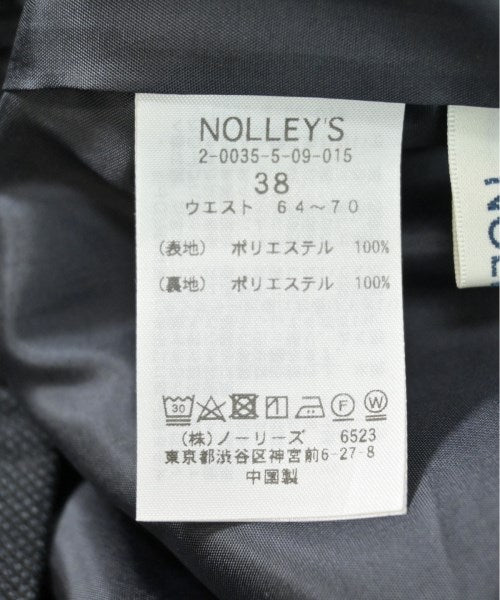 NOLLEY'S
2-0035-5-09-015
38
ウエスト 64～70
(表地) ポリエステル 100%
(裏地) ポリエステル 100%
30 F W
(株)ノーリーズ 6523
東京都渋谷区神宮前6-27-8
中国製
NOLL